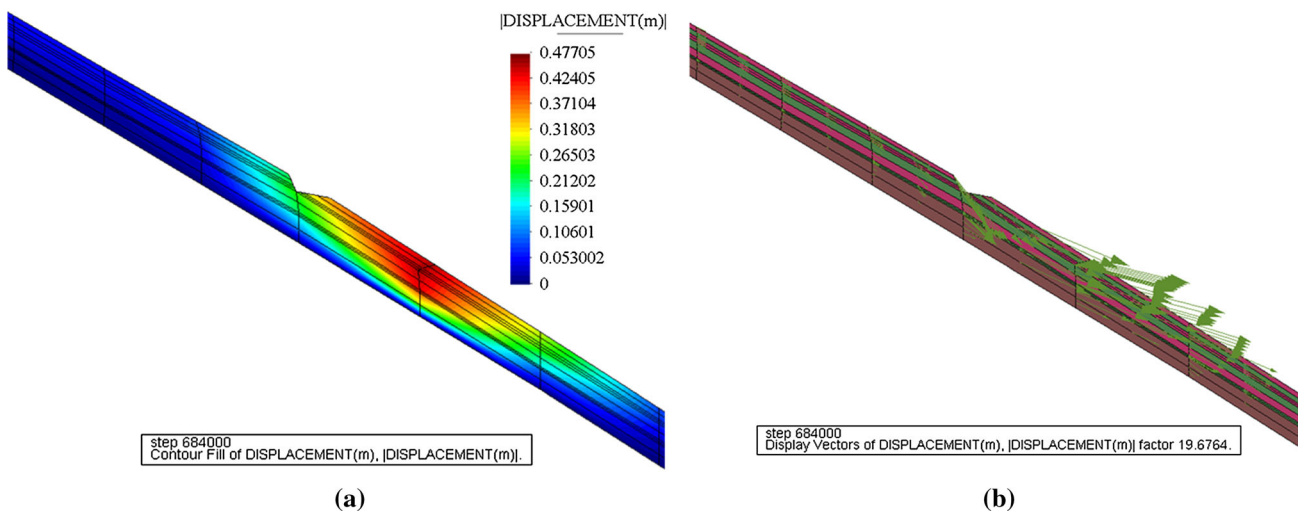 |DISPLACEMENT(m)|
0.47705
0.42405
0.37104
0.31803
0.26503
0.21202
0.15901
0.10601
0.053002
0
step 684000
Contour Fill of DISPLACEMENT(m), |DISPLACEMENT(m)|.
(a)
step 684000
Display Vectors of DISPLACEMENT(m), |DISPLACEMENT(m)| factor 19.6764.
(b)